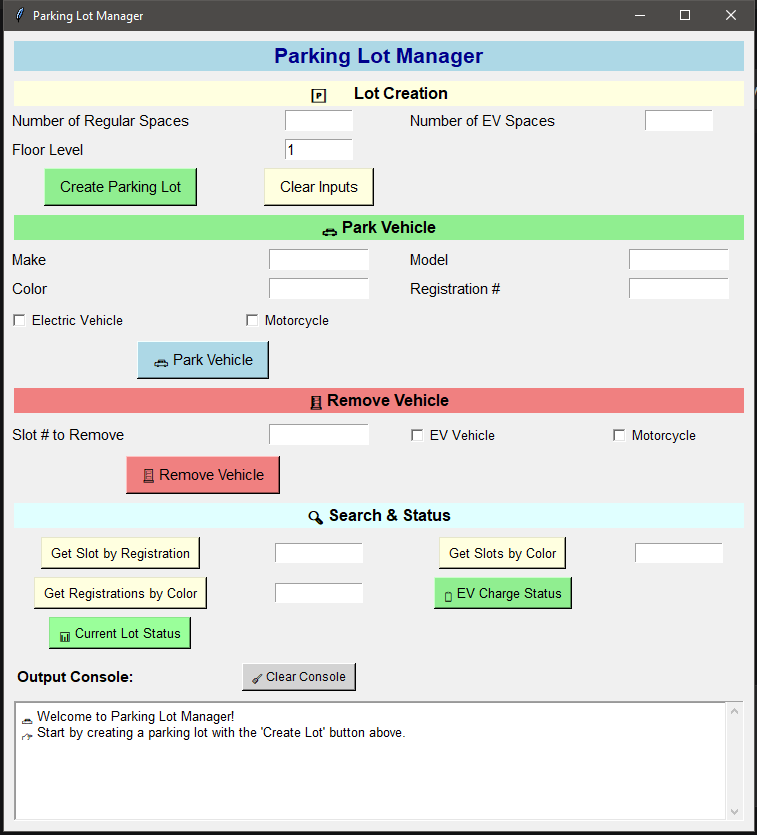 Parking Lot Manager
Parking Lot Manager
P Lot Creation
Number of Regular Spaces Number of EV Spaces
Floor Level 1
Create Parking Lot Clear Inputs
Park Vehicle
Make Model
Color Registration #
Electric Vehicle Motorcycle
Park Vehicle
Remove Vehicle
Slot # to Remove EV Vehicle Motorcycle
Remove Vehicle
Search & Status
Get Slot by Registration Get Slots by Color
Get Registrations by Color EV Charge Status
Current Lot Status
Output Console: Clear Console
Welcome to Parking Lot Manager!
Start by creating a parking lot with the 'Create Lot' button above.